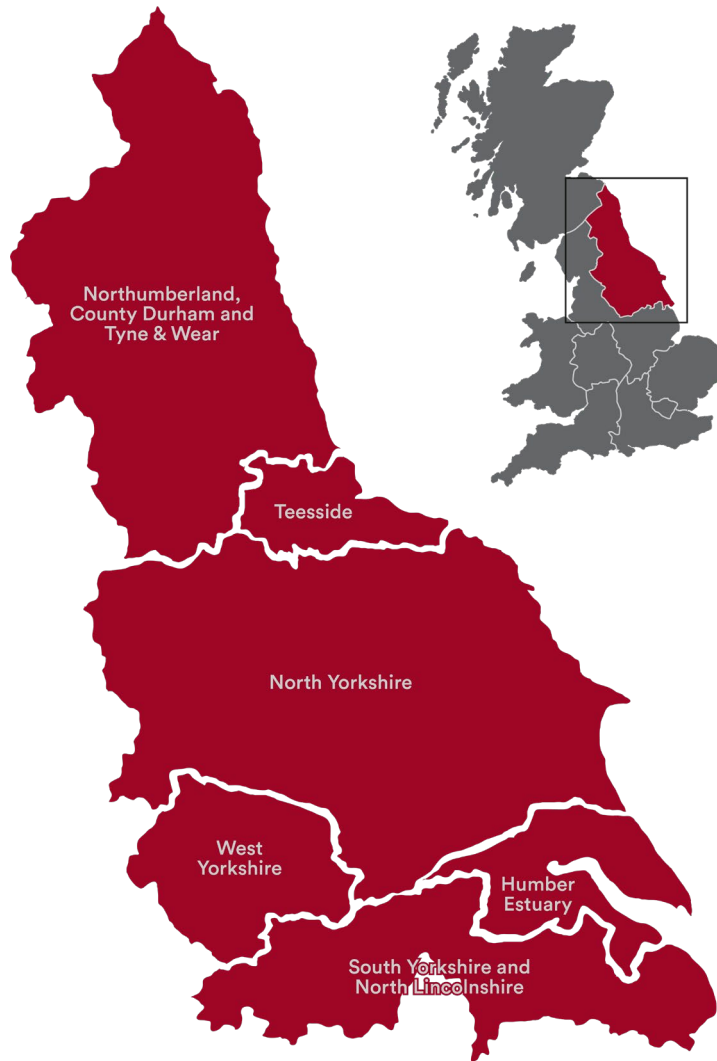 Northumberland,
County Durham and
Tyne & Wear
Teesside
North Yorkshire
West
Yorkshire
Humber
Estuary
South Yorkshire and
North Lincolnshire